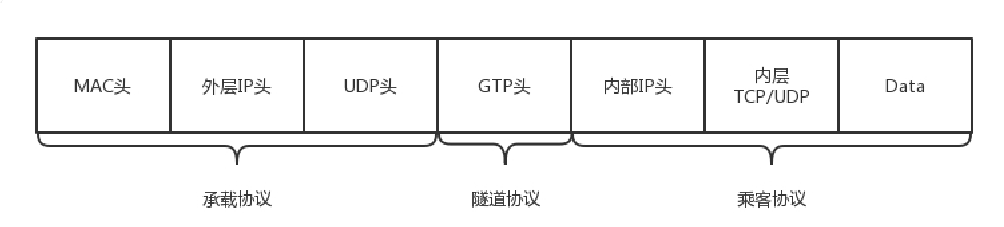 MAC头
外层IP头
UDP头
GTP头
内部IP头
内层
TCP/UDP
Data
承载协议
隧道协议
乘客协议